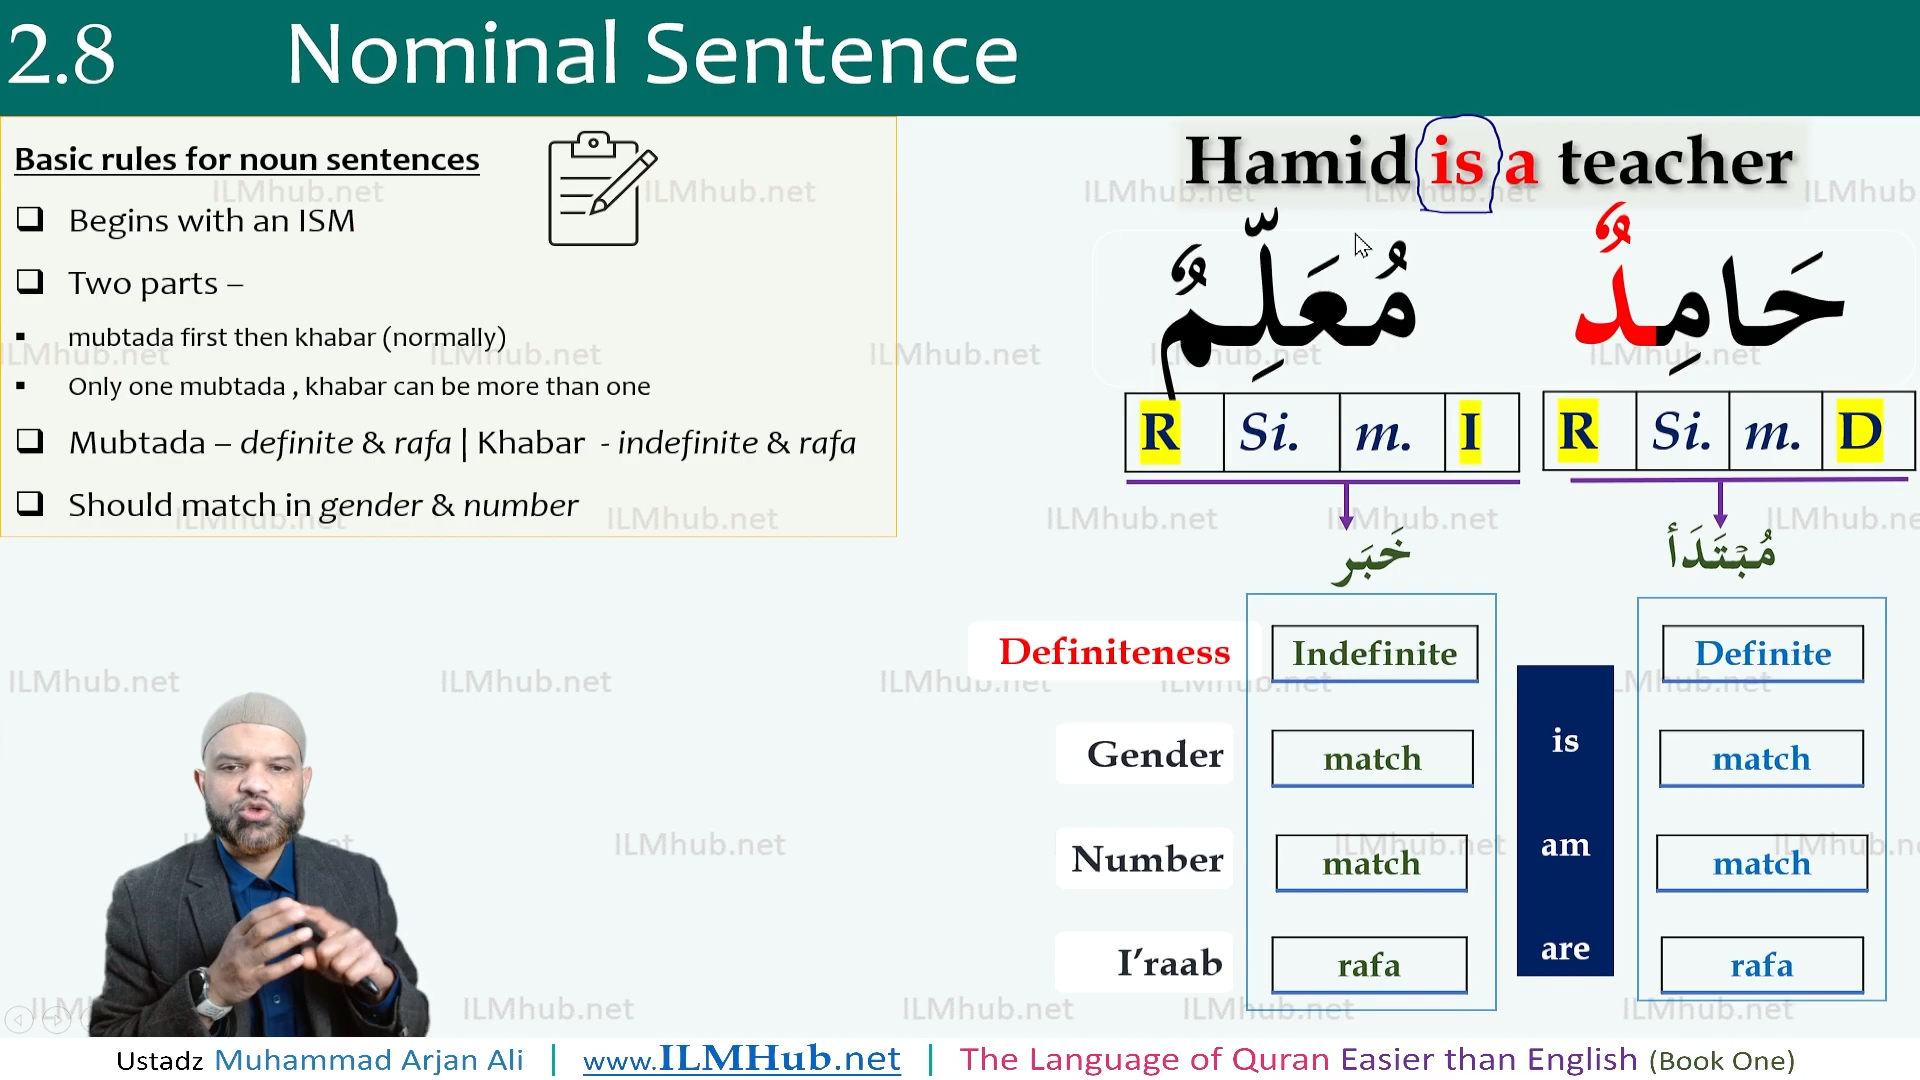 2.8 Nominal Sentence
Basic rules for noun sentences
Begins with an ISM
Two parts –
mubtada first then khabar (normally)
Only one mubtada , khabar can be more than one
Mubtada – definite & rafa | Khabar - indefinite & rafa
Should match in gender & number
Hamid is a teacher
حَامِدٌ مُعَلِّمٌ
R Si. m. I R Si. m. D
خَبَر مُبْتَدَأ
Definiteness Indefinite Definite
is
Gender match match
am
Number match match
are
I’raab rafa rafa
ILMhub.net
Ustadz Muhammad Arjan Ali | www.ILMHub.net | The Language of Quran Easier than English (Book One)